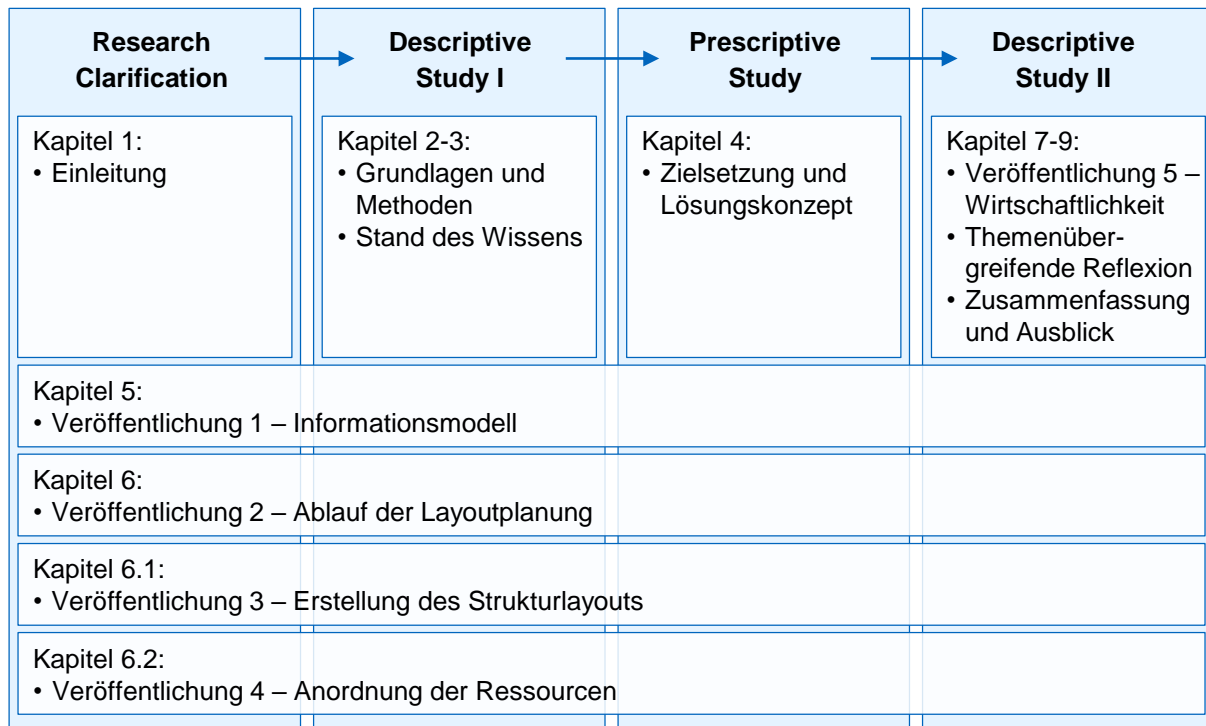 Research
Clarification
Descriptive
Study I
Prescriptive
Study
Descriptive
Study II
Kapitel 1:
• Einleitung
Kapitel 2-3:
• Grundlagen und
Methoden
• Stand des Wissens
Kapitel 4:
• Zielsetzung und
Lösungskonzept
Kapitel 7-9:
• Veröffentlichung 5 –
Wirtschaftlichkeit
• Themenüber-
greifende Reflexion
• Zusammenfassung
und Ausblick
Kapitel 5:
• Veröffentlichung 1 – Informationsmodell
Kapitel 6:
• Veröffentlichung 2 – Ablauf der Layoutplanung
Kapitel 6.1:
• Veröffentlichung 3 – Erstellung des Strukturlayouts
Kapitel 6.2:
• Veröffentlichung 4 – Anordnung der Ressourcen